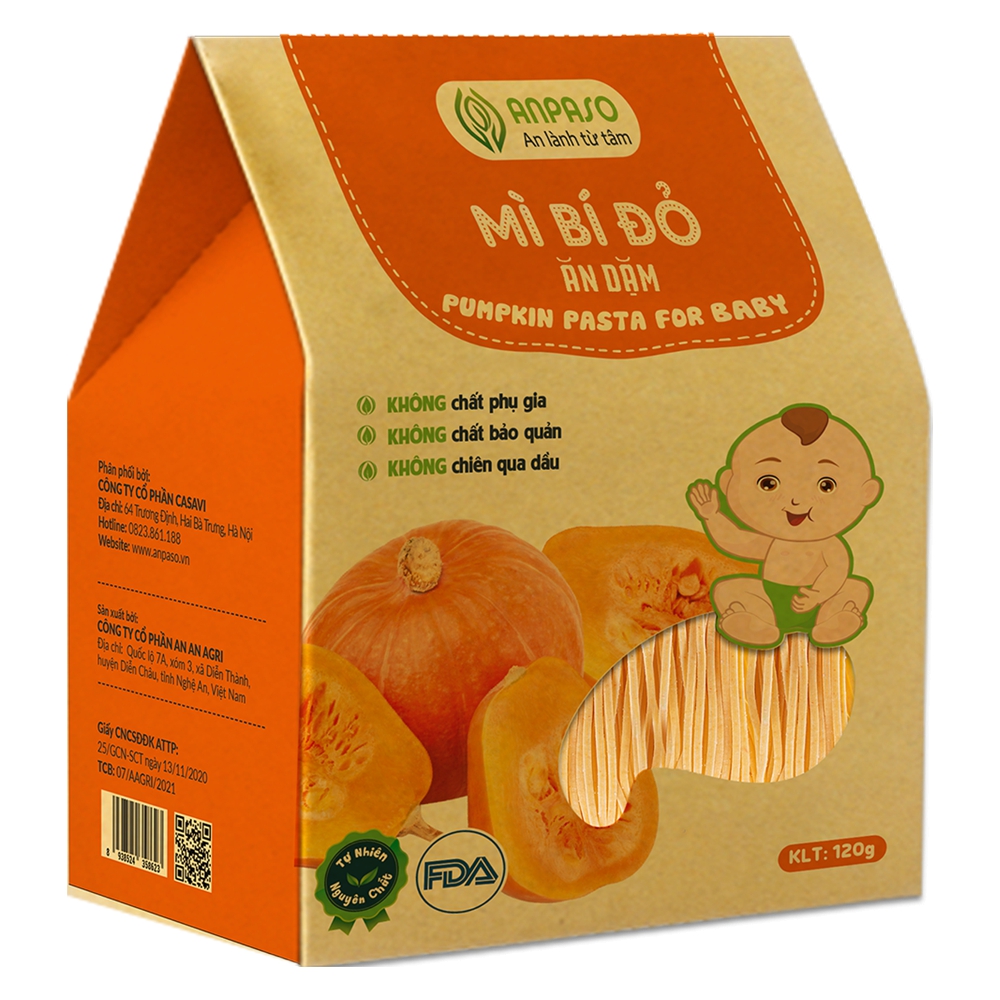 ANPASO
An lành từ tâm
MÌ BÍ ĐỎ
ĂN DẶM
PUMPKIN PASTA FOR BABY
KHÔNG chất phụ gia
KHÔNG chất bảo quản
KHÔNG chiên qua dầu
Tự Nhiên
Nguyên Chất
FDA
KLT: 120g
Phân phối bởi:
CÔNG TY CỔ PHẦN CASAVI
Địa chỉ: 64 Trương Định, Hai Bà Trưng, Hà Nội
Hotline: 0823.861.188
Website: www.anpaso.vn
Sản xuất bởi:
CÔNG TY CỔ PHẦN AN AN AGRI
Địa chỉ: Quốc lộ 7A, xóm 3, xã Diễn Thành,
huyện Diễn Châu, tỉnh Nghệ An, Việt Nam
Giấy CNCSĐĐK ATTP:
25/GCN-SCT ngày 13/11/2020
TCB: 07/AAGRI/2021
8 938524 358623